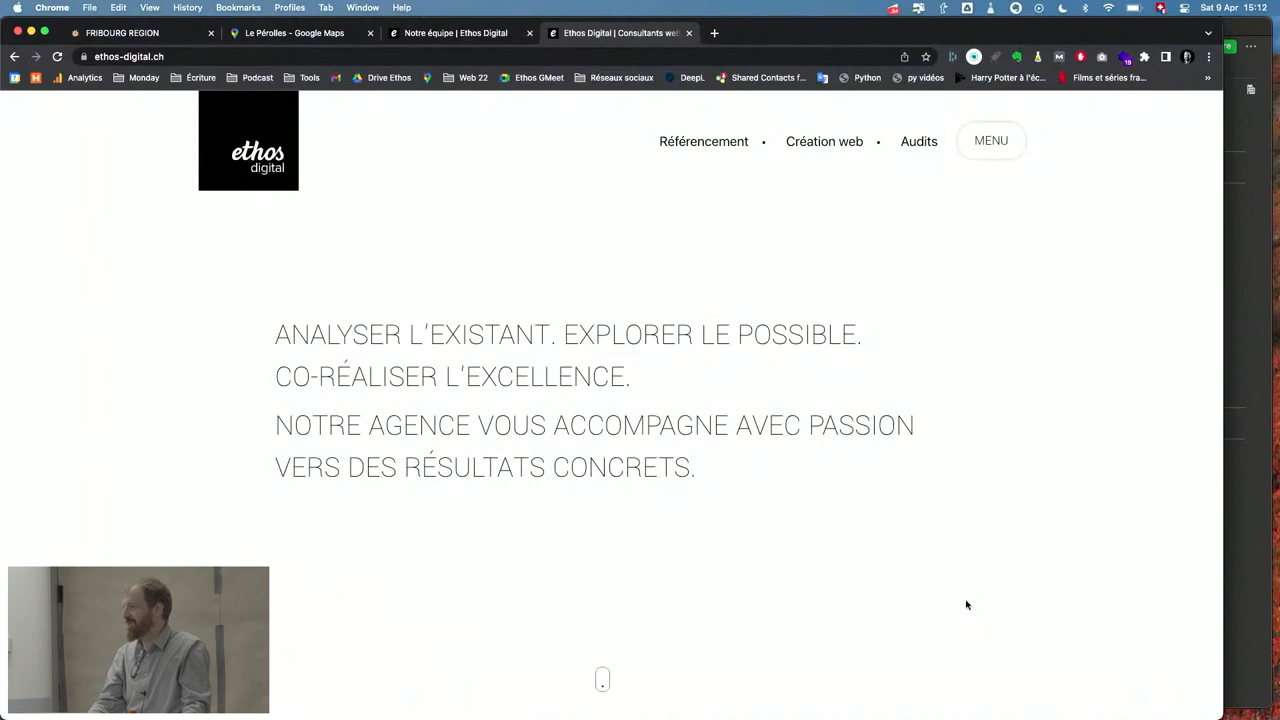 Chrome File Edit View History Bookmarks Profiles Tab Window Help Sat 9 Apr 15:12
FRIBOURG REGION
Le Pérolles - Google Maps
Notre équipe | Ethos Digital
Ethos Digital | Consultants web
ethos-digital.ch
Analytics Monday Écriture Podcast Tools Drive Ethos Web 22 Ethos GMeet Réseaux sociaux DeepL Shared Contacts f... Python py vidéos Harry Potter à l'éc... Films et séries fra...
19
ethos
digital
Référencement • Création web • Audits MENU
ANALYSER L'EXISTANT. EXPLORER LE POSSIBLE.
CO-RÉALISER L'EXCELLENCE.
NOTRE AGENCE VOUS ACCOMPAGNE AVEC PASSION
VERS DES RÉSULTATS CONCRETS.